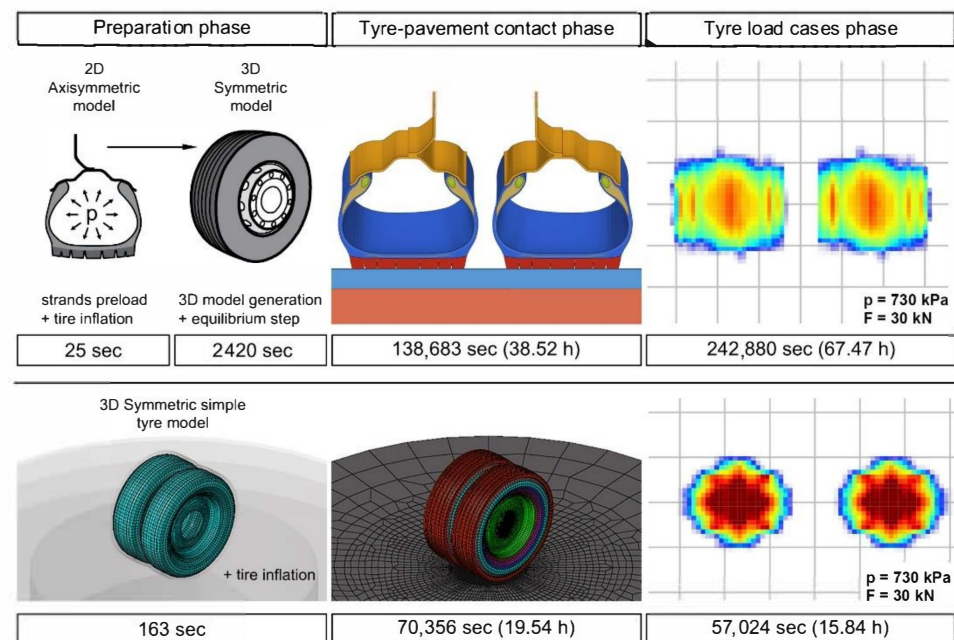 Preparation phase
Tyre-pavement contact phase
Tyre load cases phase
2D
Axisymmetric
model
3D
Symmetric
model
p
strands preload
+ tire inflation
3D model generation
+ equilibrium step
p = 730 kPa
F = 30 kN
25 sec
2420 sec
138,683 sec (38.52 h)
242,880 sec (67.47 h)
3D Symmetric simple
tyre model
+ tire inflation
p = 730 kPa
F = 30 kN
163 sec
70,356 sec (19.54 h)
57,024 sec (15.84 h)